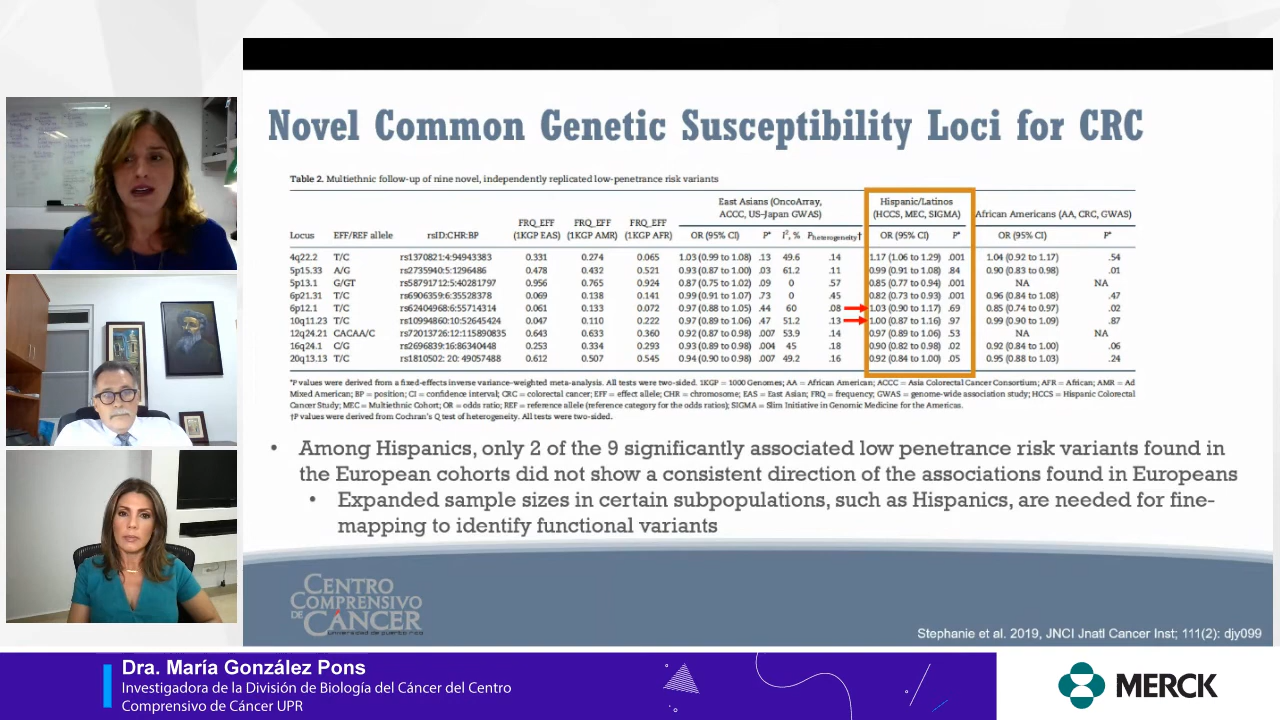 Novel Common Genetic Susceptibility Loci for CRC
Table 2. Multiethnic follow-up of nine novel, independently replicated low-penetrance risk variants
East Asians (OncoArray, ACCC, US-Japan GWAS) Hispanic/Latinos (HCCS, MEC, SIGMA) African Americans (AA, CRC, GWAS)
Locus EFF/REF allele rsID:CHR:BP FRQ_EFF (1KGP EAS) FRQ_EFF (1KGP AMR) FRQ_EFF (1KGP AFR) OR (95% CI) P* I², % Pheterogeneity† OR (95% CI) P* OR (95% CI) P*
4q22.2 T/C rs1370821:4:94943383 0.331 0.274 0.065 1.03 (0.99 to 1.08) .13 49.6 .14 1.17 (1.06 to 1.29) .001 1.04 (0.92 to 1.17) .54
5p15.33 A/G rs2735940:5:1296486 0.478 0.432 0.521 0.93 (0.87 to 1.00) .03 61.2 .11 0.99 (0.91 to 1.08) .84 0.90 (0.83 to 0.98) .01
5p13.1 G/GT rs58791712:5:40281797 0.956 0.765 0.924 0.87 (0.75 to 1.02) .09 0 .57 0.85 (0.77 to 0.94) .001 NA NA
6p21.31 T/C rs6906359:6:35528378 0.069 0.138 0.141 0.99 (0.91 to 1.07) .73 0 .45 0.82 (0.73 to 0.93) .001 0.96 (0.84 to 1.08) .47
6p12.1 T/C rs62404968:6:55714314 0.061 0.133 0.072 0.97 (0.88 to 1.05) .44 60 .08 1.03 (0.90 to 1.17) .69 0.85 (0.74 to 0.97) .02
10q11.23 T/C rs10994860:10:52645424 0.047 0.110 0.222 0.97 (0.89 to 1.06) .47 51.2 .13 1.00 (0.87 to 1.16) .97 0.99 (0.90 to 1.09) .87
12q24.21 CACAA/C rs72013726:12:115890835 0.643 0.633 0.360 0.92 (0.87 to 0.98) .007 53.9 .14 0.97 (0.89 to 1.06) .53 NA NA
16q24.1 C/G rs2696839:16:86340448 0.253 0.334 0.293 0.93 (0.89 to 0.98) .004 45 .18 0.90 (0.82 to 0.98) .02 0.92 (0.84 to 1.00) .06
20q13.13 T/C rs1810502: 20: 49057488 0.612 0.507 0.545 0.94 (0.90 to 0.98) .007 49.2 .16 0.92 (0.84 to 1.00) .05 0.95 (0.88 to 1.03) .24
*P values were derived from a fixed-effects inverse variance-weighted meta-analysis. All tests were two-sided. 1KGP = 1000 Genomes; AA = African American; ACCC = Asia Colorectal Cancer Consortium; AFR = African; AMR = Ad
Mixed American; BP = position; CI = confidence interval; CRC = colorectal cancer; EFF = effect allele; CHR = chromosome; EAS = East Asian; FRQ = frequency; GWAS = genome-wide association study; HCCS = Hispanic Colorectal
Cancer Study; MEC = Multiethnic Cohort; OR = odds ratio; REF = reference allele (reference category for the odds ratios); SIGMA = Slim Initiative in Genomic Medicine for the Americas.
†P values were derived from Cochran's Q test of heterogeneity. All tests were two-sided.
• Among Hispanics, only 2 of the 9 significantly associated low penetrance risk variants found in
the European cohorts did not show a consistent direction of the associations found in Europeans
• Expanded sample sizes in certain subpopulations, such as Hispanics, are needed for fine-
mapping to identify functional variants
CENTRO
COMPRENSIVO
DE CÁNCER
Universidad de puerto rico
Stephanie et al. 2019, JNCI Jnatl Cancer Inst; 111(2): djy099
Dra. María González Pons
Investigadora de la División de Biología del Cáncer del Centro
Comprensivo de Cáncer UPR
MERCK